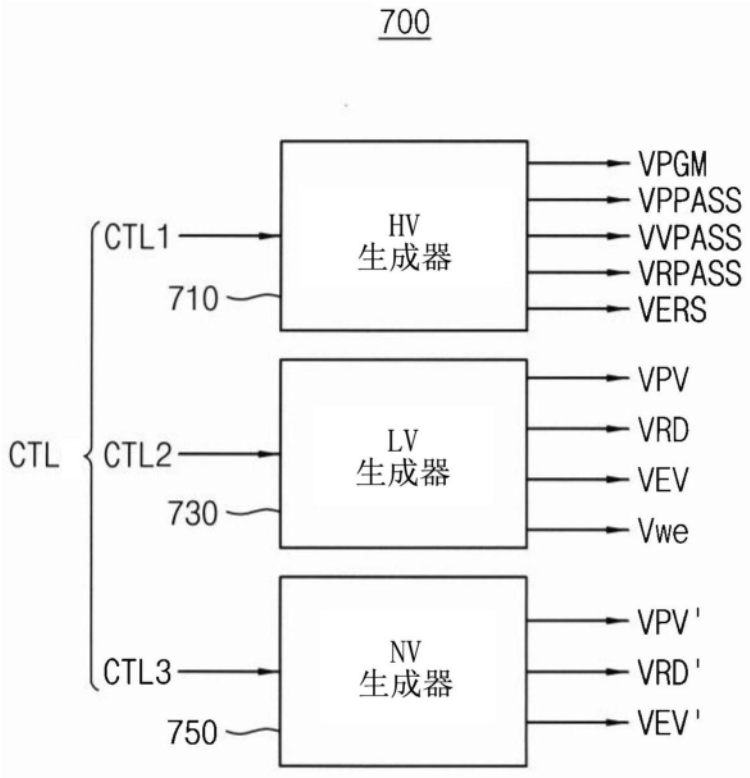 700
HV
生成器
CTL1
710
VPGM
VPPASS
VVPASS
VRPASS
VERS
CTL
CTL2
LV
生成器
730
VPV
VRD
VEV
Vwe
CTL3
NV
生成器
750
VPV'
VRD'
VEV'